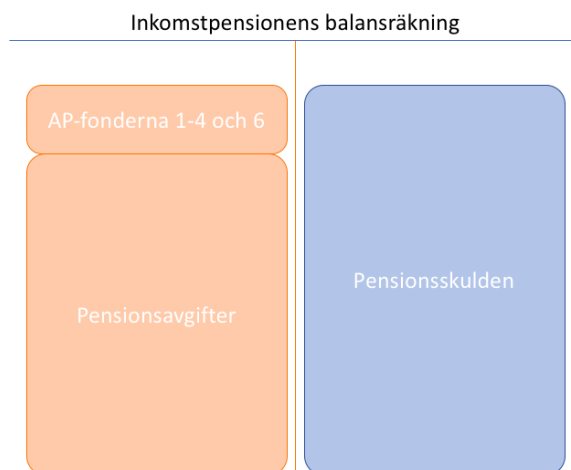 Inkomstpensionens balansräkning
AP-fonderna 1-4 och 6
Pensionsavgifter
Pensionsskulden